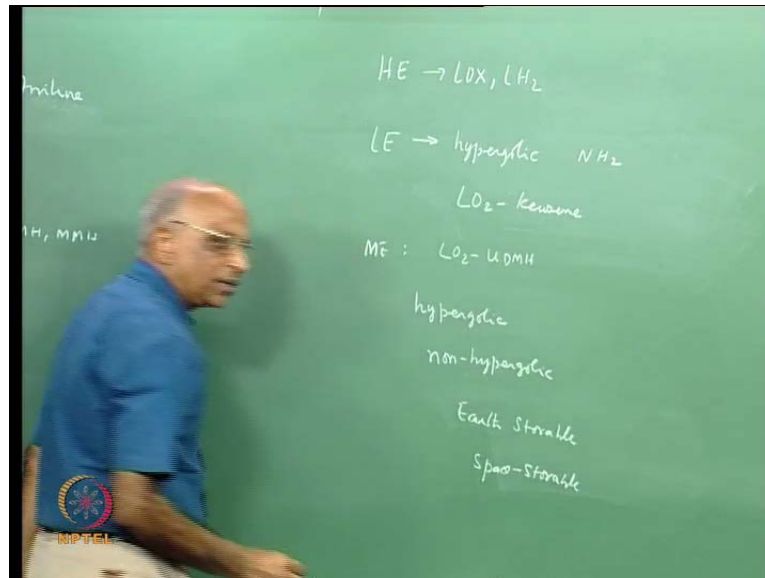 HE → LOX, LH2
LE → hypergolic NH2
LO2 - kerosene
MH, MMH
ME : LO2 - UDMH
hypergolic
non-hypergolic
Earth Storable
Space-Storable
NPTEL